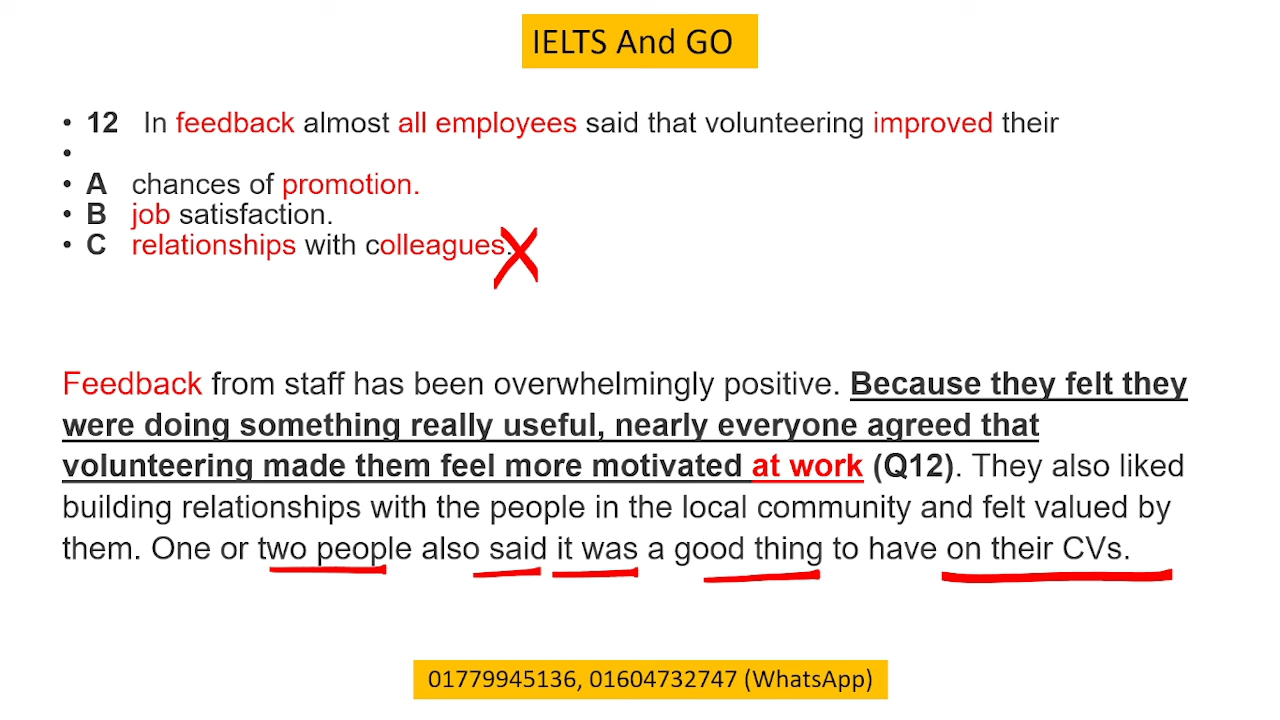 IELTS And GO
• 12 In feedback almost all employees said that volunteering improved their
•
• A chances of promotion.
• B job satisfaction.
• C relationships with colleagues.
Feedback from staff has been overwhelmingly positive. Because they felt they
were doing something really useful, nearly everyone agreed that
volunteering made them feel more motivated at work (Q12). They also liked
building relationships with the people in the local community and felt valued by
them. One or two people also said it was a good thing to have on their CVs.
01779945136, 01604732747 (WhatsApp)